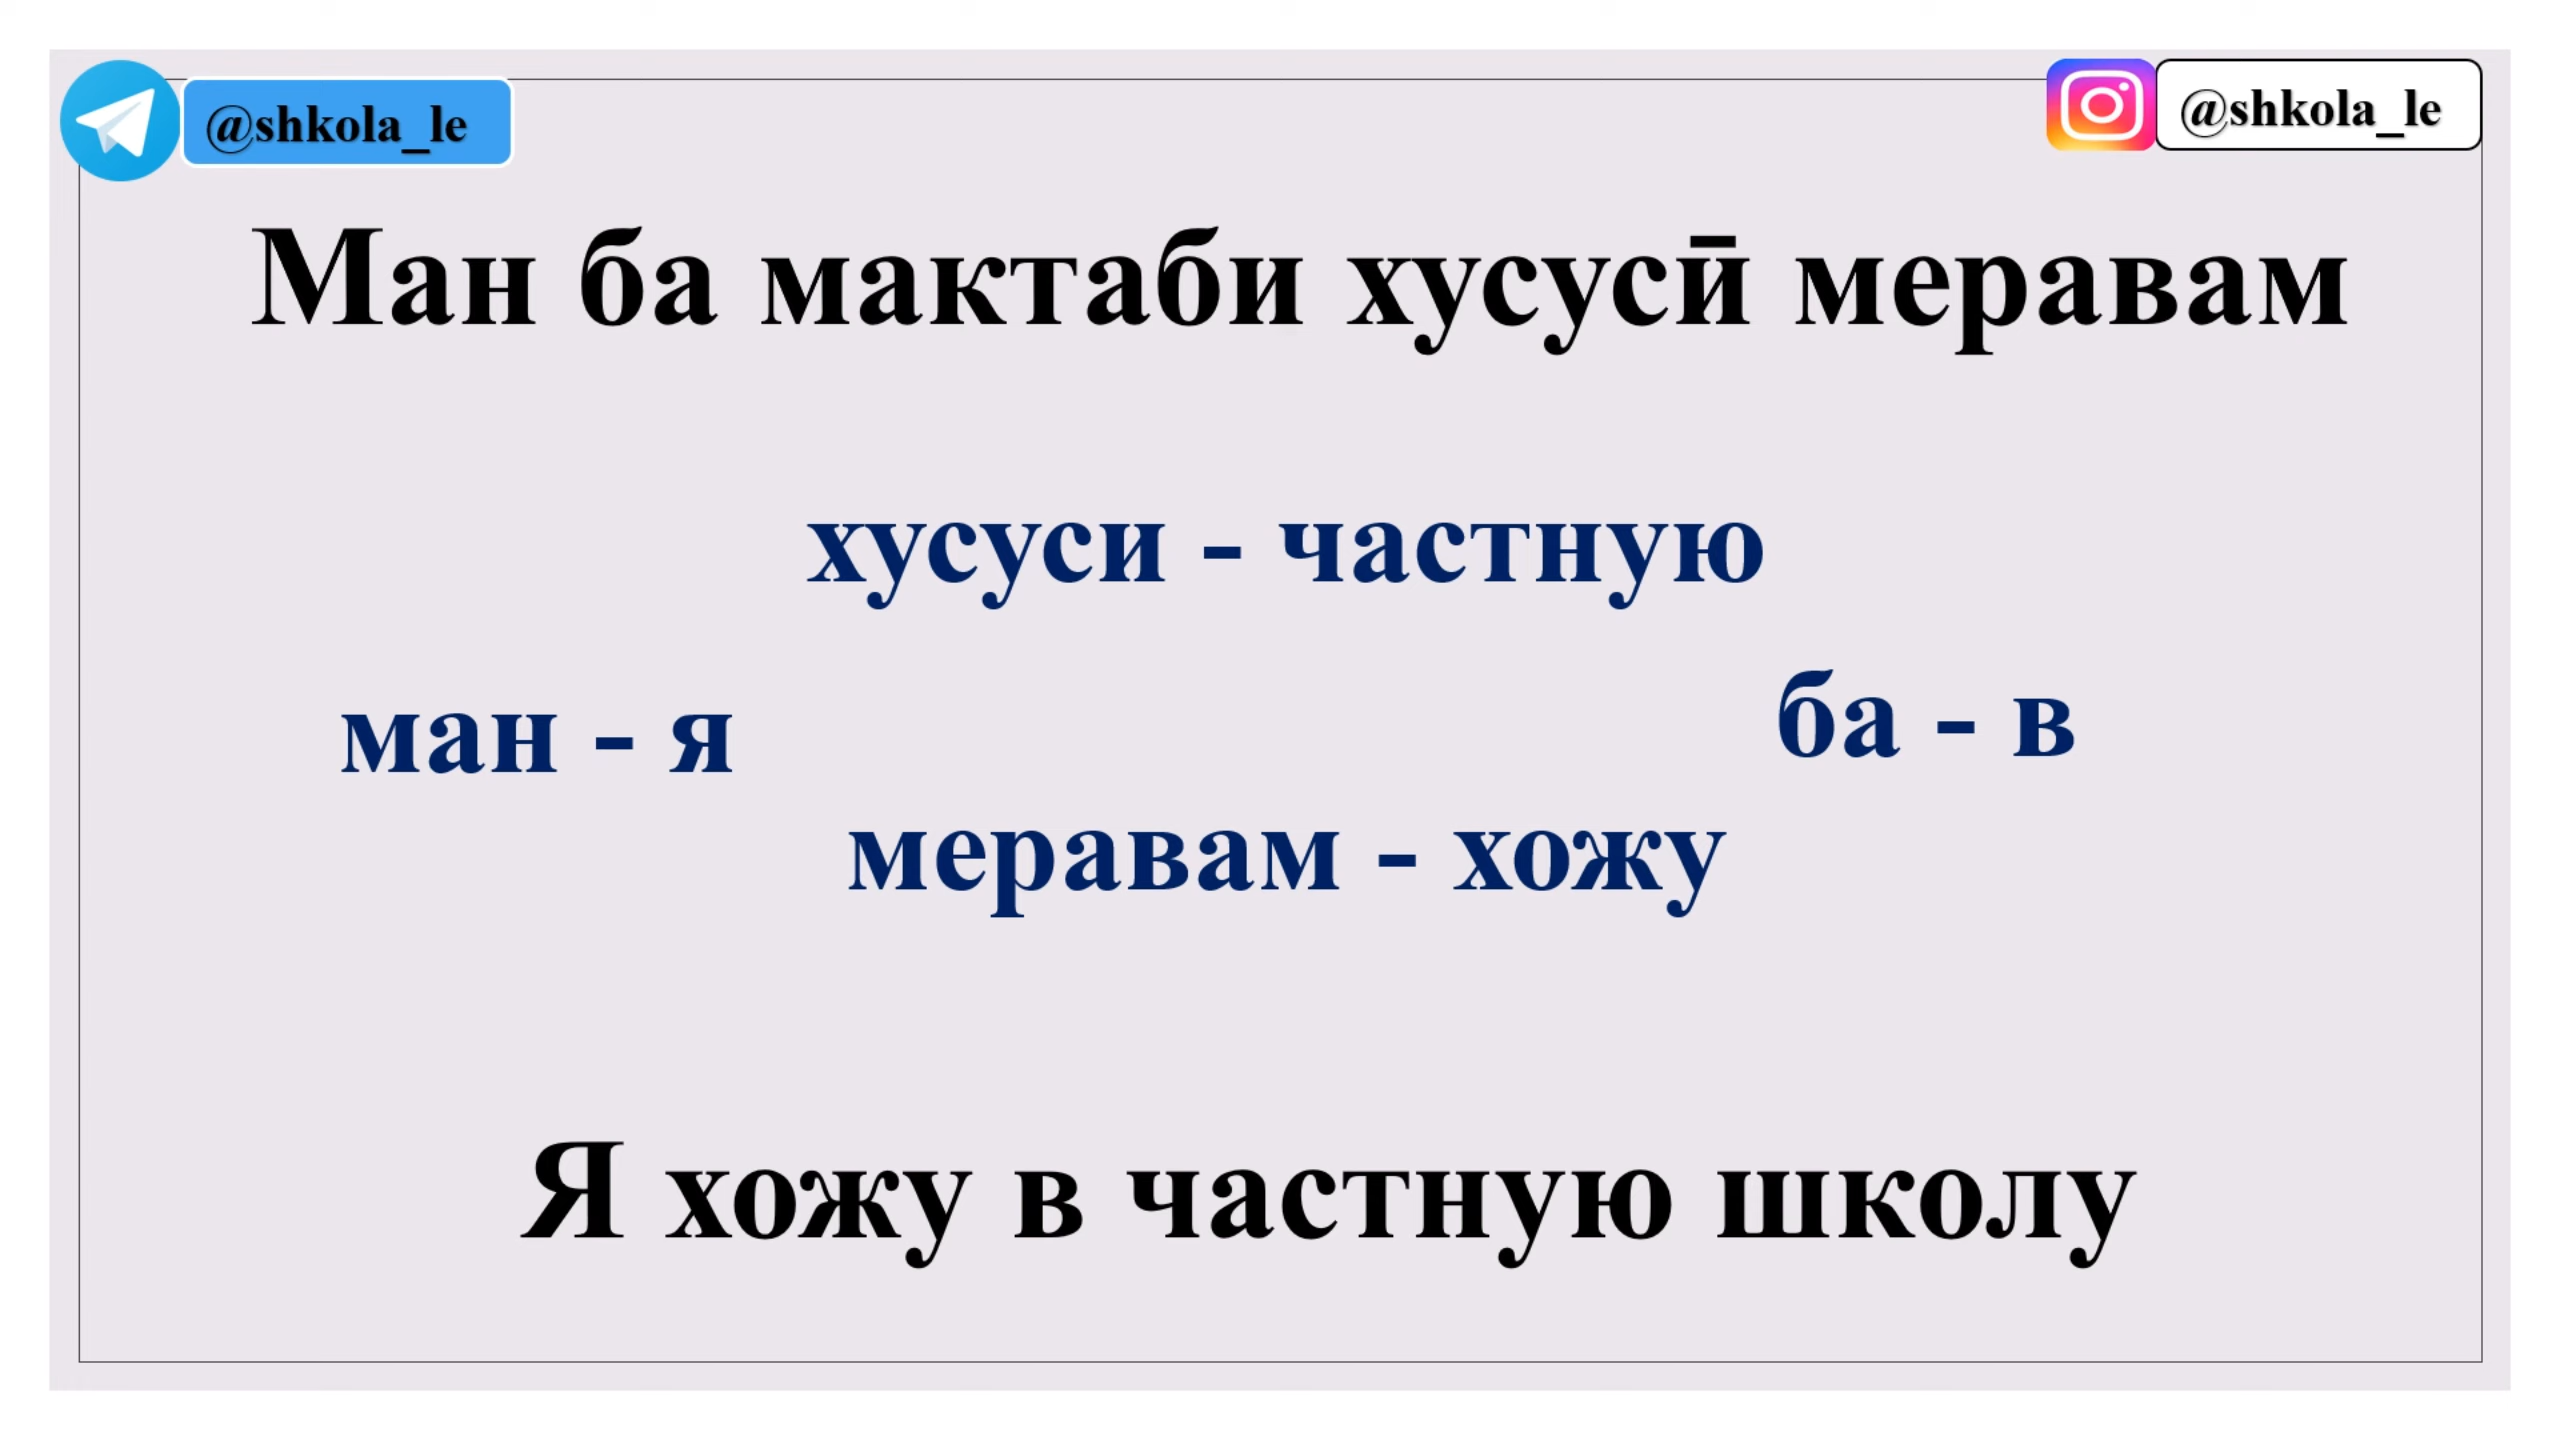 @shkola_le
@shkola_le
Ман ба мактаби хусусӣ меравам
хусуси - частную
ман - я
ба - в
меравам - хожу
Я хожу в частную школу